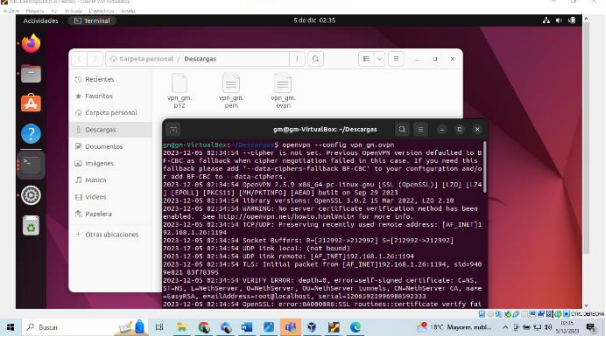 Actividades
Terminal
5 de dic 02:35
Carpeta personal / Descargas
Recientes
Favoritos
Carpeta personal
Descargas
Documentos
Imágenes
Música
Vídeos
Papelera
+ Otras ubicaciones
vpn_gm.
p12
vpn_gm.
pem
vpn_gm.
ovpn
gm@gm-VirtualBox: ~/Descargas
gm@gm-VirtualBox:~/Descargas$ openvpn --config vpn_gm.ovpn
2023-12-05 02:34:54 --cipher is not set. Previous OpenVPN version defaulted to B
F-CBC as fallback when cipher negotiation failed in this case. If you need this
fallback please add '--data-ciphers-fallback BF-CBC' to your configuration and/o
r add BF-CBC to --data-ciphers.
2023-12-05 02:34:54 OpenVPN 2.5.9 x86_64-pc-linux-gnu [SSL (OpenSSL)] [LZO] [LZ4
] [EPOLL] [PKCS11] [MH/PKTINFO] [AEAD] built on Sep 29 2023
2023-12-05 02:34:54 library versions: OpenSSL 3.0.2 15 Mar 2022, LZO 2.10
2023-12-05 02:34:54 WARNING: No server certificate verification method has been
enabled. See http://openvpn.net/howto.html#mitm for more info.
2023-12-05 02:34:54 TCP/UDP: Preserving recently used remote address: [AF_INET]1
92.168.1.26:1194
2023-12-05 02:34:54 Socket Buffers: R=[212992->212992] S=[212992->212992]
2023-12-05 02:34:54 UDP link local: (not bound)
2023-12-05 02:34:54 UDP link remote: [AF_INET]192.168.1.26:1194
2023-12-05 02:34:54 TLS: Initial packet from [AF_INET]192.168.1.26:1194, sid=940
2023-12-05 02:34:54 VERIFY ERROR: depth=0, error=self-signed certificate: C=NS,
ST=NS, L=NethServer, O=NethServer, OU=NethServer tunnels, CN=NethServer CA, name
=EasyRSA, emailAddress=root@localhost,
2023-12-05 02:34:54 OpenSSL: error:0A000086:SSL routines::certificate verify fai
CTRL DERECHA
Buscar
18°C Mayorm. nubl...
02:35
5/12/2023